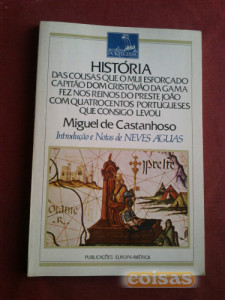 HISTÓRIA
DAS COUSAS QUE O MUI ESFORÇADO
CAPITÃO DOM CRISTÓVÃO DA GAMA
FEZ NOS REINOS DO PRESTE JOÃO
COM QUATROCENTOS PORTUGUESES
QUE CONSIGO LEVOU
Miguel de Castanhoso
Introdução e Notas de NEVES ÁGUAS
preste
PUBLICAÇÕES EUROPA-AMÉRICA
coisas